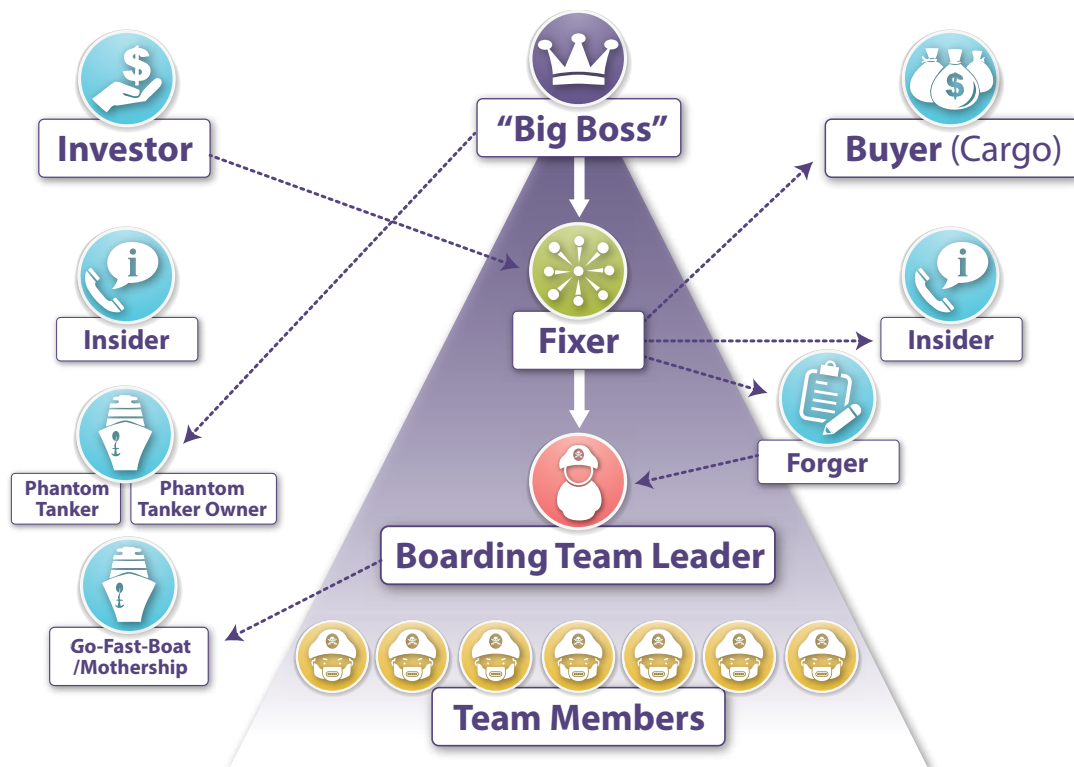 $
Investor
“Big Boss”
$
Buyer (Cargo)
i
Insider
Fixer
i
Insider
Forger
Phantom
Tanker
Phantom
Tanker Owner
Boarding Team Leader
Go-Fast-Boat
/Mothership
Team Members